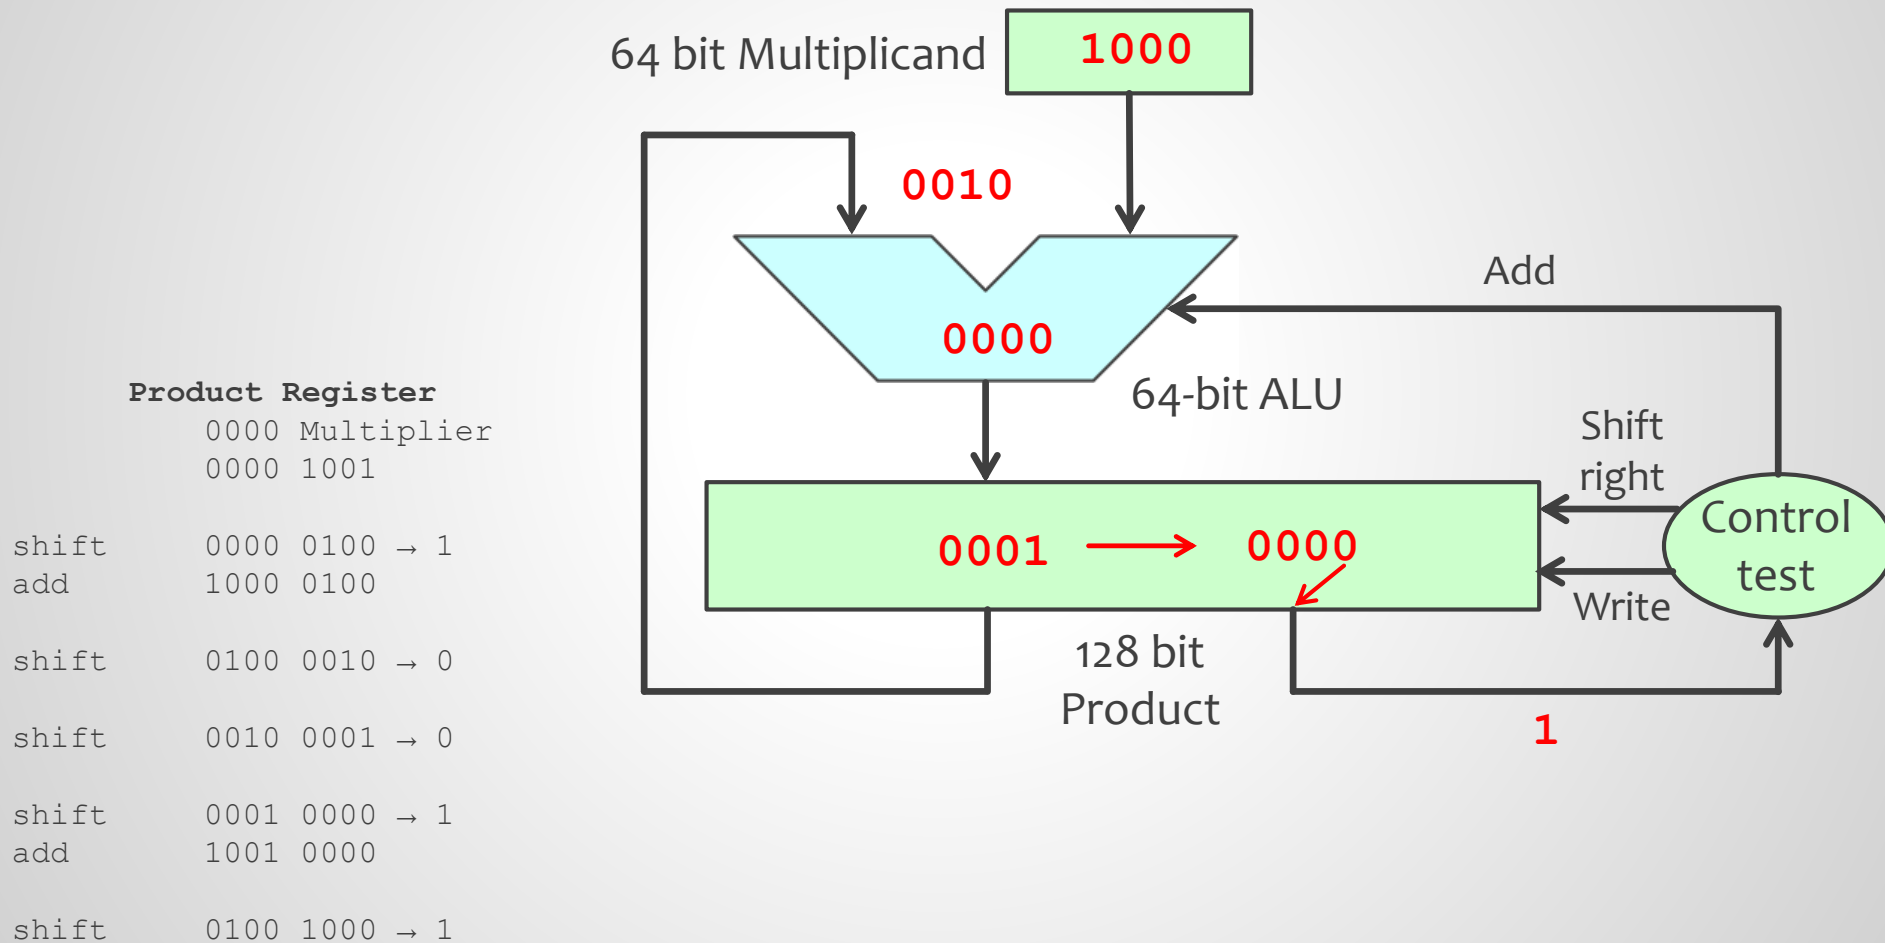 64 bit Multiplicand
1000
0010
Add
0000
64-bit ALU
Product Register
0000 Multiplier
0000 1001
shift 0000 0100 → 1
add 1000 0100
shift 0100 0010 → 0
shift 0010 0001 → 0
shift 0001 0000 → 1
add 1001 0000
shift 0100 1000 → 1
Shift
right
0001
0000
Control
test
Write
128 bit
Product
1